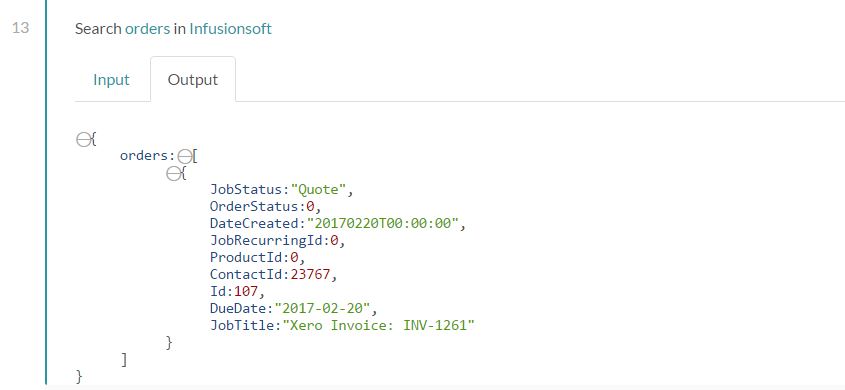 13 Search orders in Infusionsoft
Input Output
{
orders:[
{
JobStatus:"Quote",
OrderStatus:0,
DateCreated:"20170220T00:00:00",
JobRecurringId:0,
ProductId:0,
ContactId:23767,
Id:107,
DueDate:"2017-02-20",
JobTitle:"Xero Invoice: INV-1261"
}
]
}